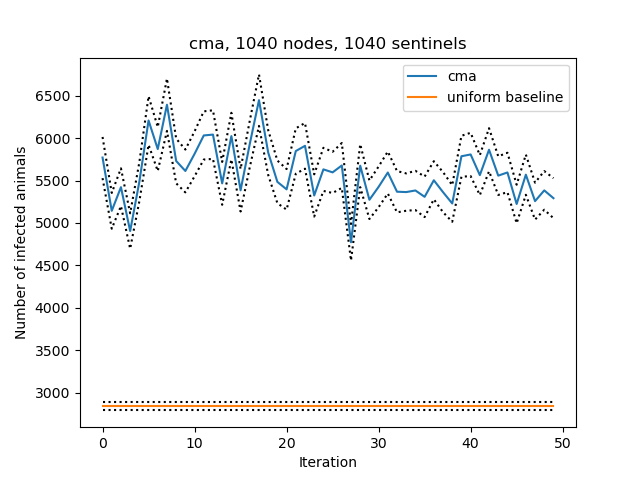 cma, 1040 nodes, 1040 sentinels
cma
uniform baseline
Number of infected animals
6500
6000
5500
5000
4500
4000
3500
3000
0 10 20 30 40 50
Iteration